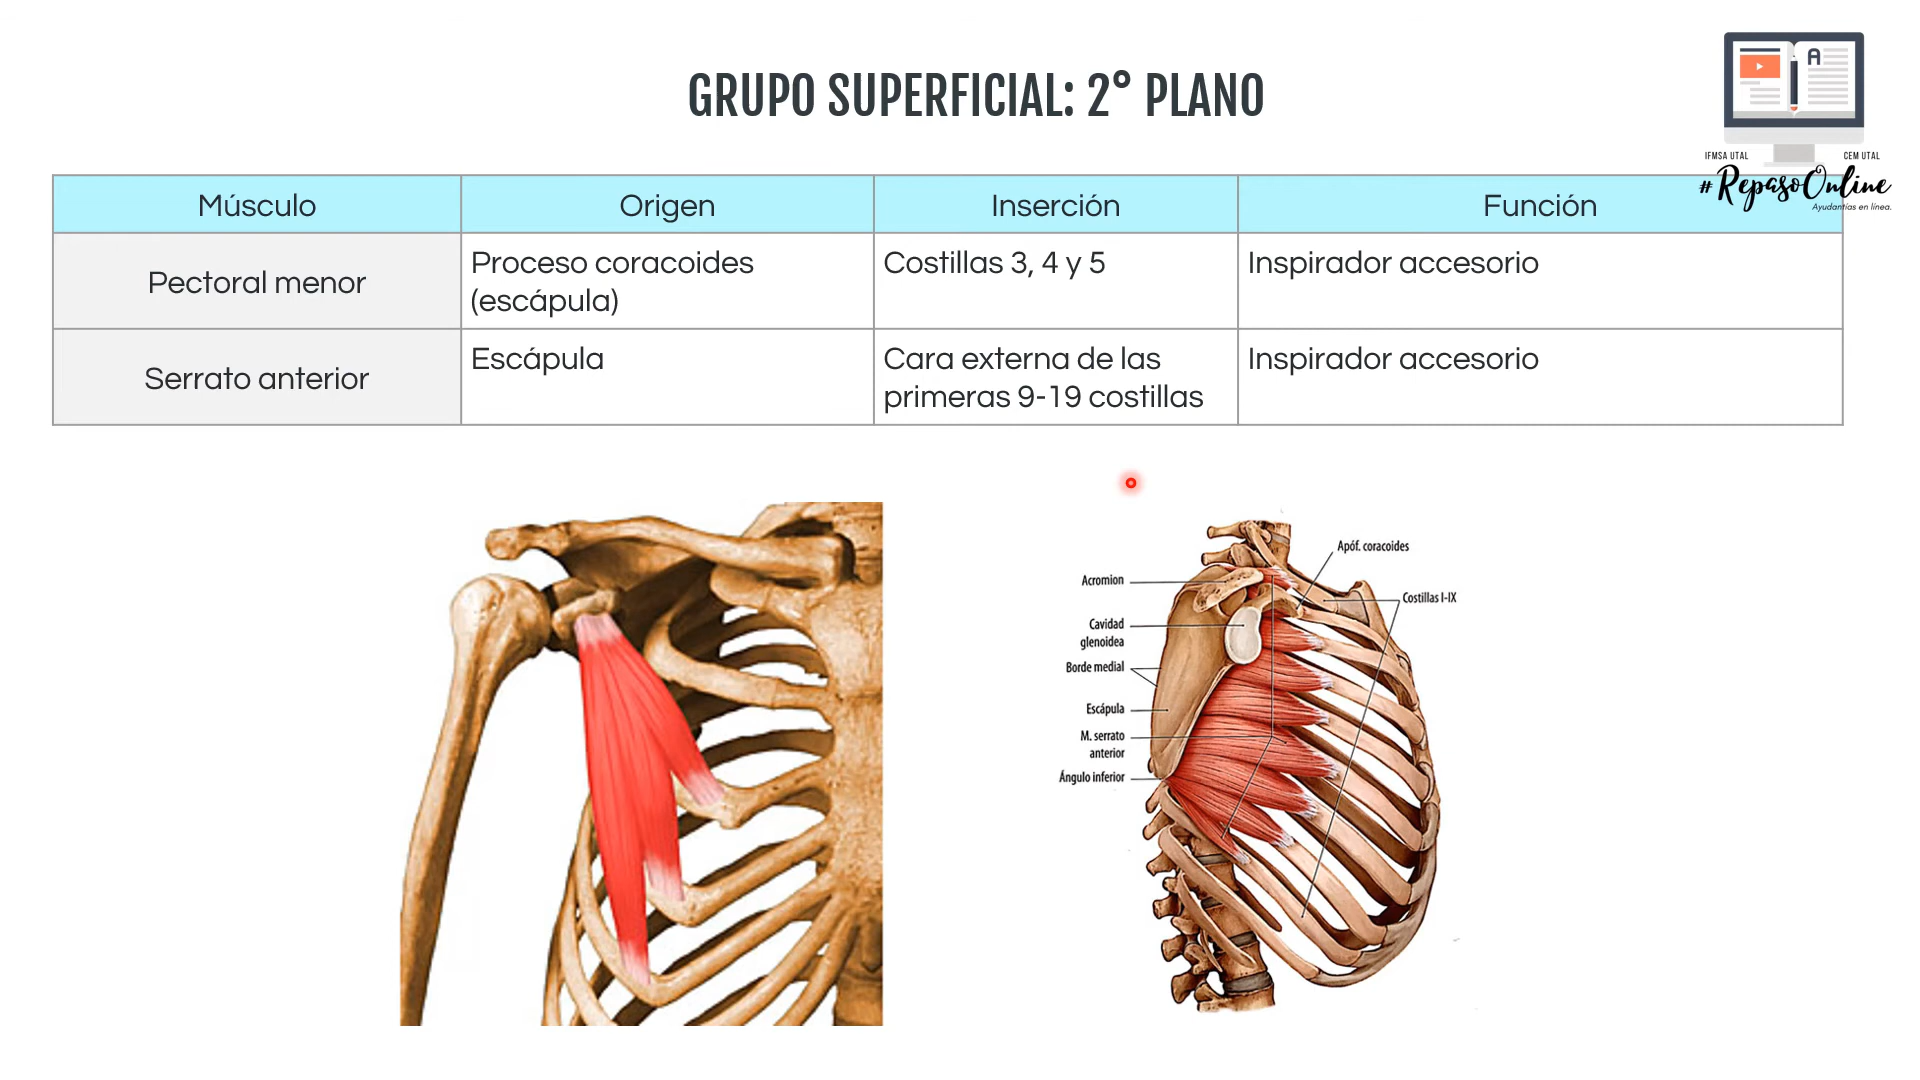 GRUPO SUPERFICIAL: 2° PLANO
A
IFMSA UTAL
CEM UTAL
#RepasoOnline
Ayudantías en línea.
Músculo
Origen
Inserción
Función
Pectoral menor
Proceso coracoides
(escápula)
Costillas 3, 4 y 5
Inspirador accesorio
Serrato anterior
Escápula
Cara externa de las
primeras 9-19 costillas
Inspirador accesorio
Apóf. coracoides
Acromion
Costillas I-IX
Cavidad
glenoidea
Borde medial
Escápula
M. serrato
anterior
Ángulo inferior